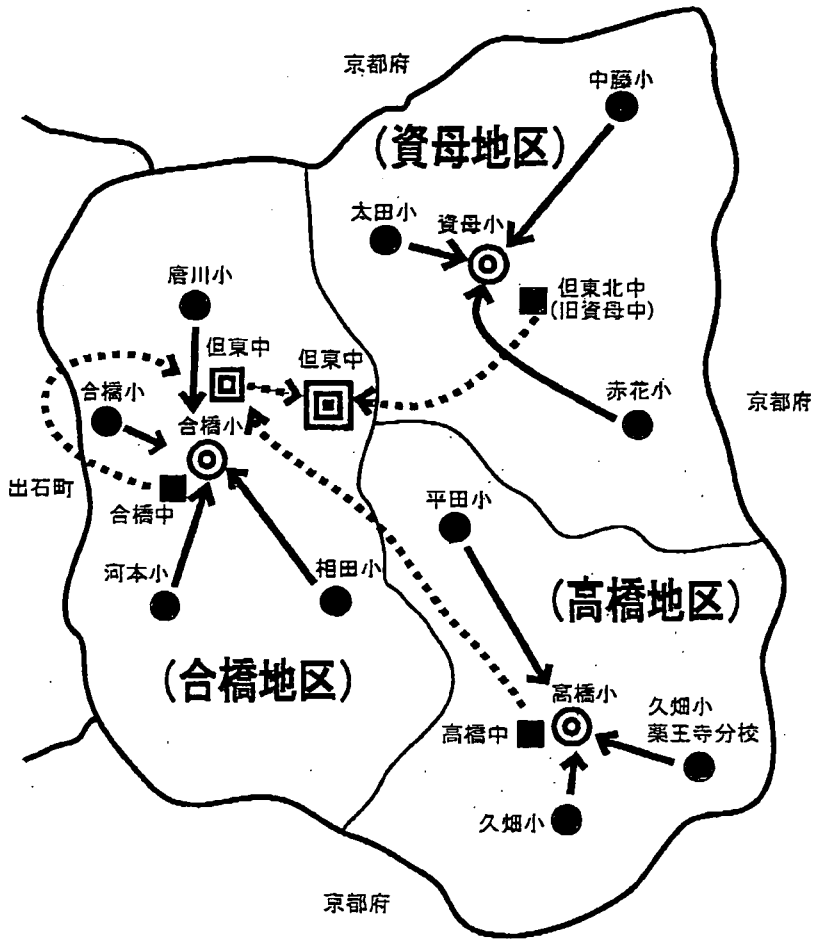 京都府
中藤小
（資母地区）
太田小
資母小
但東北中
（旧資母中）
唐川小
但東中
但東中
合橋小
合橋小
赤花小
京都府
出石町
合橋中
平田小
河本小
相田小
（高橋地区）
（合橋地区）
高橋小
久畑小
薬王寺分校
高橋中
久畑小
京都府